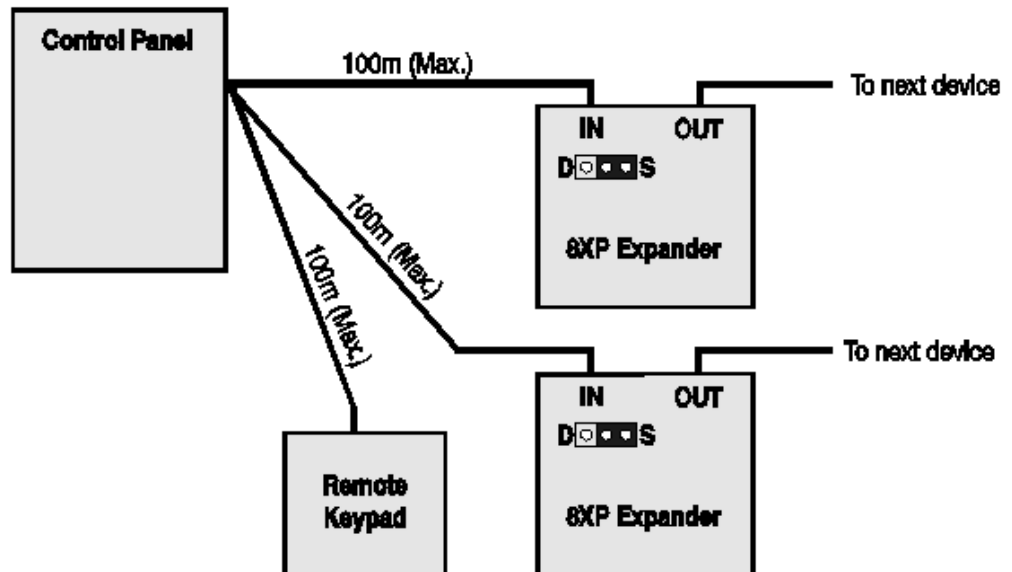 Control Panel
100m (Max.)
To next device
IN OUT
D S
8XP Expander
100m (Max.)
100m (Max.)
To next device
IN OUT
D S
8XP Expander
Remote
Keypad